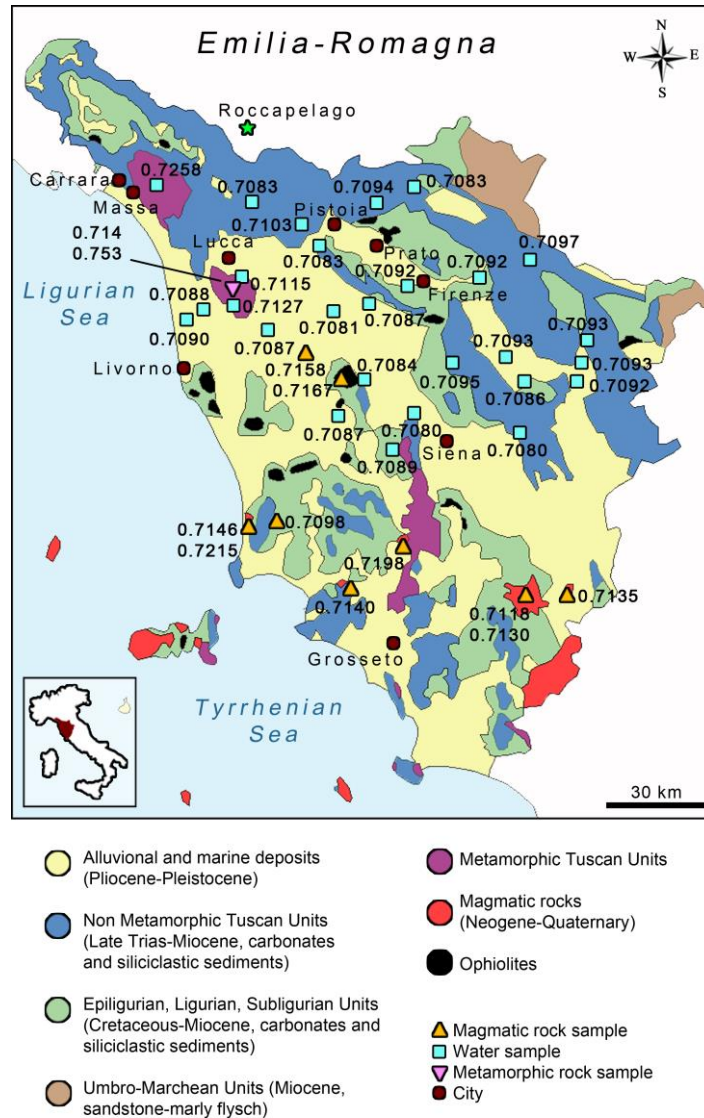 Emilia-Romagna
N
W E
S
Roccapelago
0.7258
Carrara
Massa
0.7083
0.7094
0.7083
0.7103
Pistoia
0.714
0.753
Lucca
0.7083
Prato
0.7097
0.7092
0.7092
Firenze
Ligurian
Sea
0.7115
0.7088
0.7127
0.7090
0.7081
0.7087
0.7087
0.7093
0.7093
Livorno
0.7158
0.7167
0.7084
0.7095
0.7093
0.7086
0.7092
0.7087
0.7080
Siena
0.7080
0.7089
0.7146
0.7215
0.7098
0.7198
0.7140
0.7135
0.7118
0.7130
Grosseto
Tyrrhenian
Sea
30 km
Alluvional and marine deposits
(Pliocene-Pleistocene)
Non Metamorphic Tuscan Units
(Late Trias-Miocene, carbonates
and siliciclastic sediments)
Epiligurian, Ligurian, Subligurian Units
(Cretaceous-Miocene, carbonates and
siliciclastic sediments)
Umbro-Marchean Units (Miocene,
sandstone-marly flysch)
Metamorphic Tuscan Units
Magmatic rocks
(Neogene-Quaternary)
Ophiolites
Magmatic rock sample
Water sample
Metamorphic rock sample
City